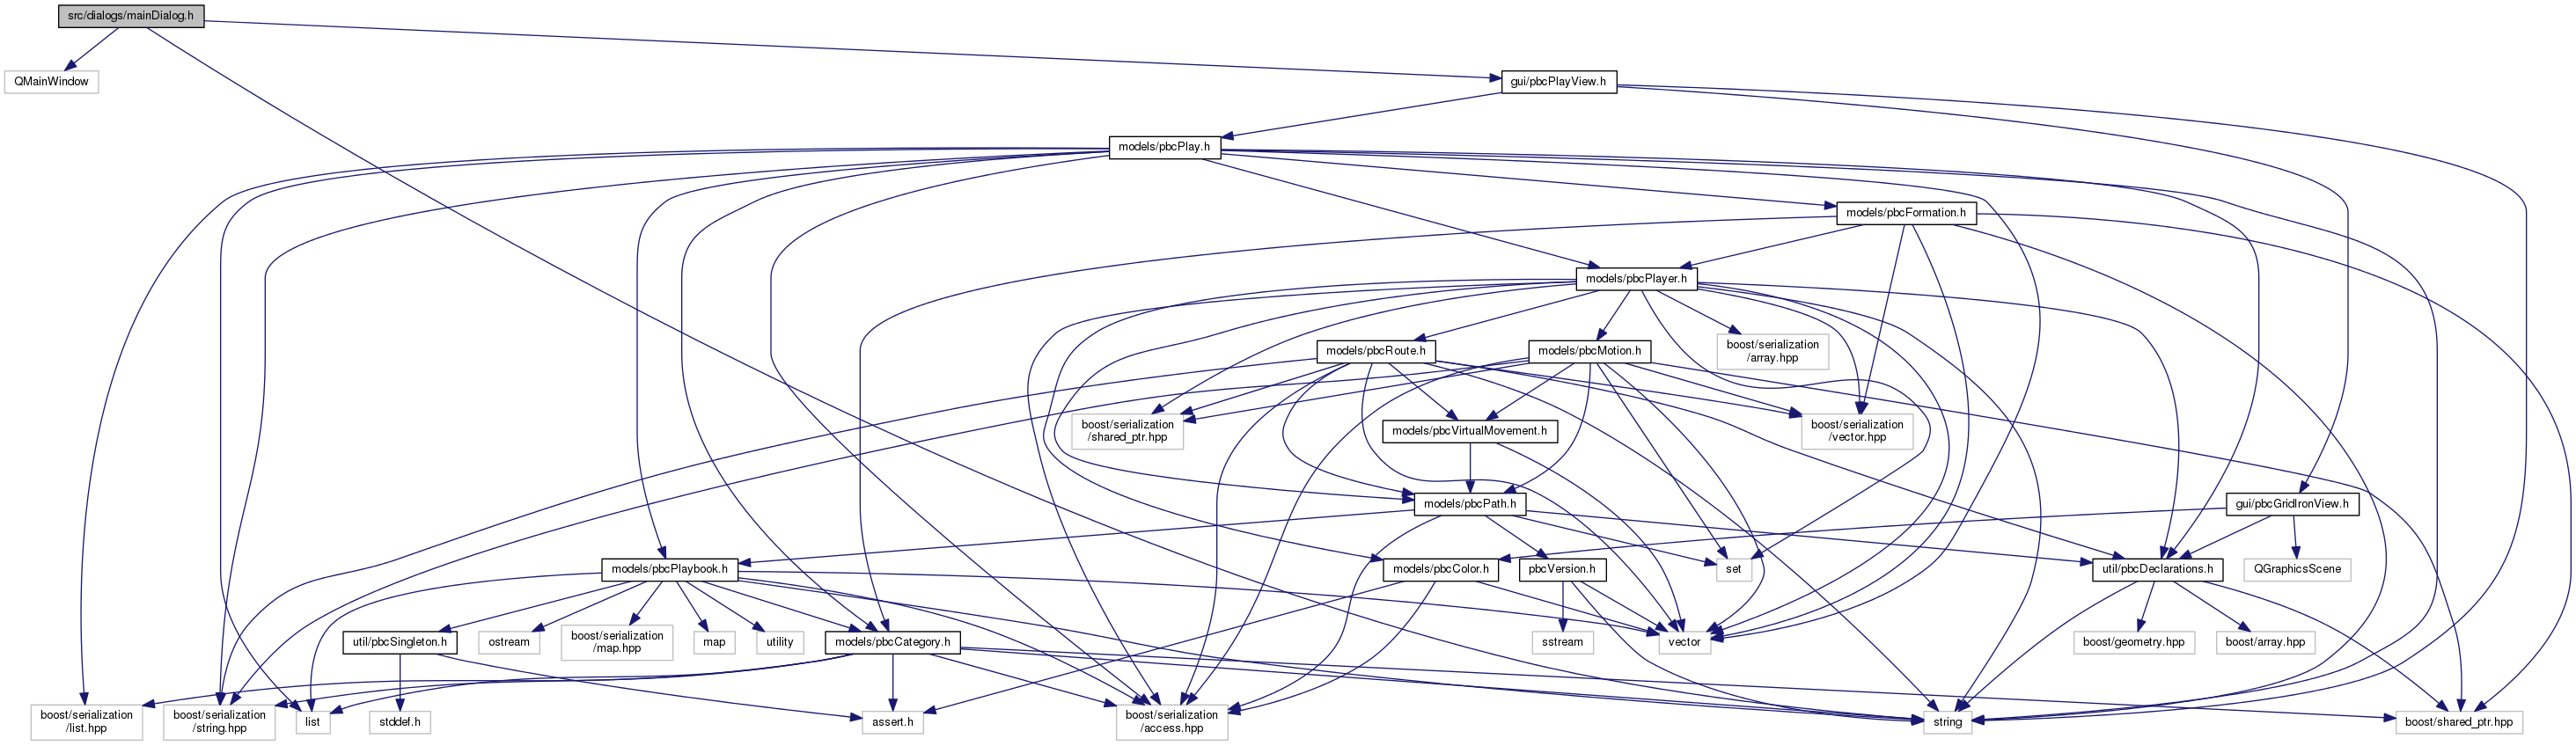 src/dialogs/mainDialog.h
QMainWindow
gui/pbcPlayView.h
models/pbcPlay.h
models/pbcFormation.h
models/pbcPlayer.h
models/pbcRoute.h
models/pbcMotion.h
boost/serialization
/array.hpp
boost/serialization
/shared_ptr.hpp
models/pbcVirtualMovement.h
boost/serialization
/vector.hpp
models/pbcPath.h
gui/pbcGridIronView.h
models/pbcPlaybook.h
models/pbcColor.h
pbcVersion.h
set
util/pbcDeclarations.h
QGraphicsScene
util/pbcSingleton.h
ostream
boost/serialization
/map.hpp
map
utility
models/pbcCategory.h
sstream
vector
boost/geometry.hpp
boost/array.hpp
boost/serialization
/list.hpp
boost/serialization
/string.hpp
list
stddef.h
assert.h
boost/serialization
/access.hpp
string
boost/shared_ptr.hpp